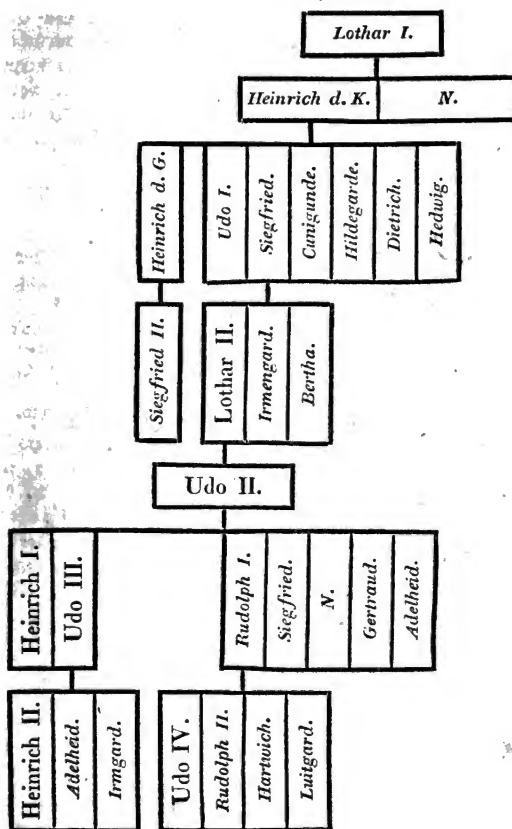 Lothar I.
Heinrich d. K.
N.
Heinrich d. G.
Udo I.
Siegfried.
Cunigunde.
Hildegarde.
Dietrich.
Hedwig.
Siegfried II.
Lothar II.
Irmengard.
Bertha.
Udo II.
Heinrich I.
Udo III.
Rudolph I.
Siegfried.
N.
Gertraud.
Adelheid.
Heinrich II.
Adelheid.
Irmgard.
Udo IV.
Rudolph II.
Hartwich.
Luitgard.